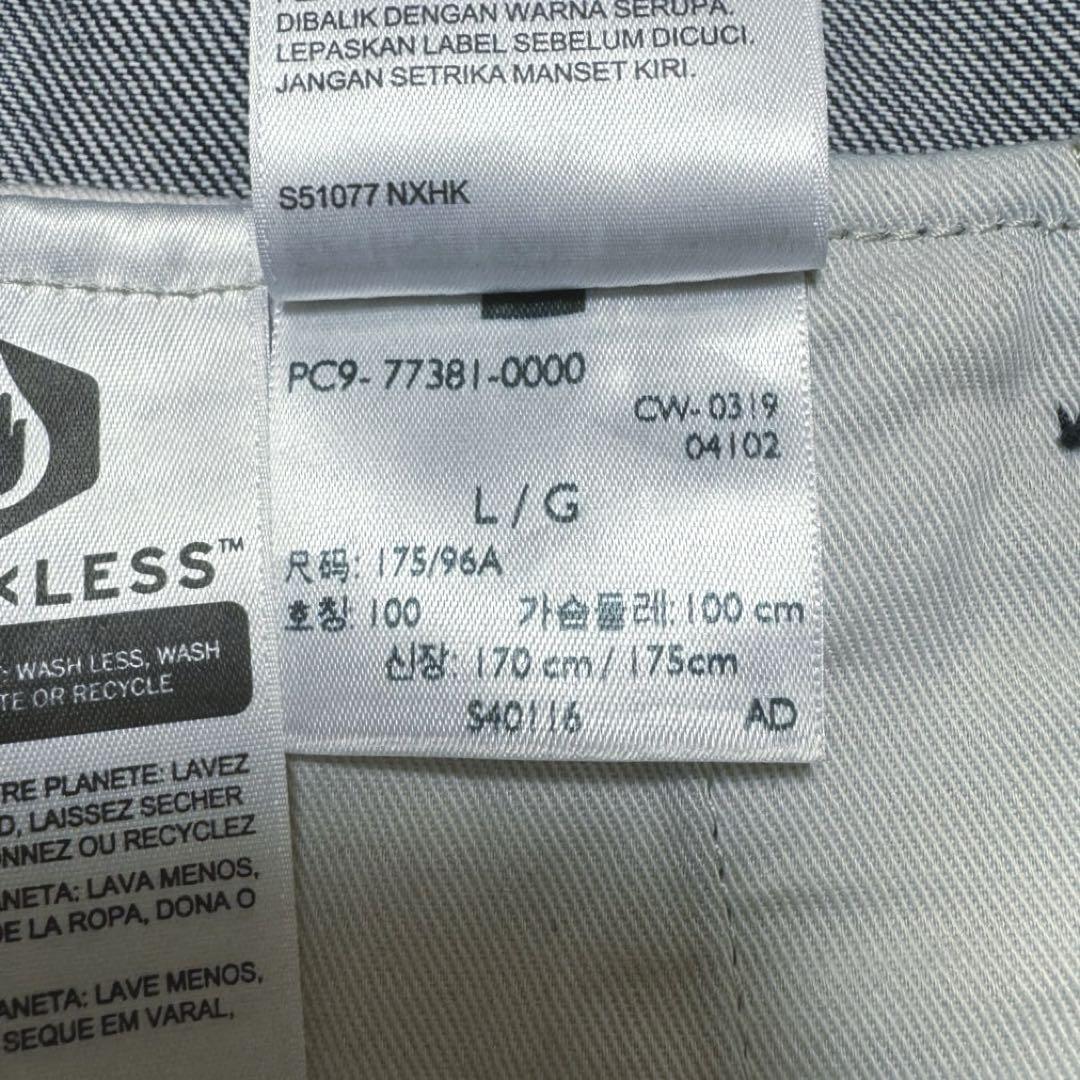 DIBALIK DENGAN WARNA SERUPA.
LEPASKAN LABEL SEBELUM DICUCI.
JANGAN SETRIKA MANSET KIRI.
S51077 NXHK
PC9-77381-0000
CW-0319
04102
L/G
尺码: 175/96A
호칭 100 가슴둘레: 100 cm
신장: 170 cm / 175cm
S40116 AD
<LESS™
: WASH LESS, WASH
TE OR RECYCLE
RE PLANETE: LAVEZ
D, LAISSEZ SECHER
ONNEZ OU RECYCLEZ
ANETA: LAVA MENOS,
DE LA ROPA, DONA O
ANETA: LAVE MENOS,
SEQUE EM VARAL,